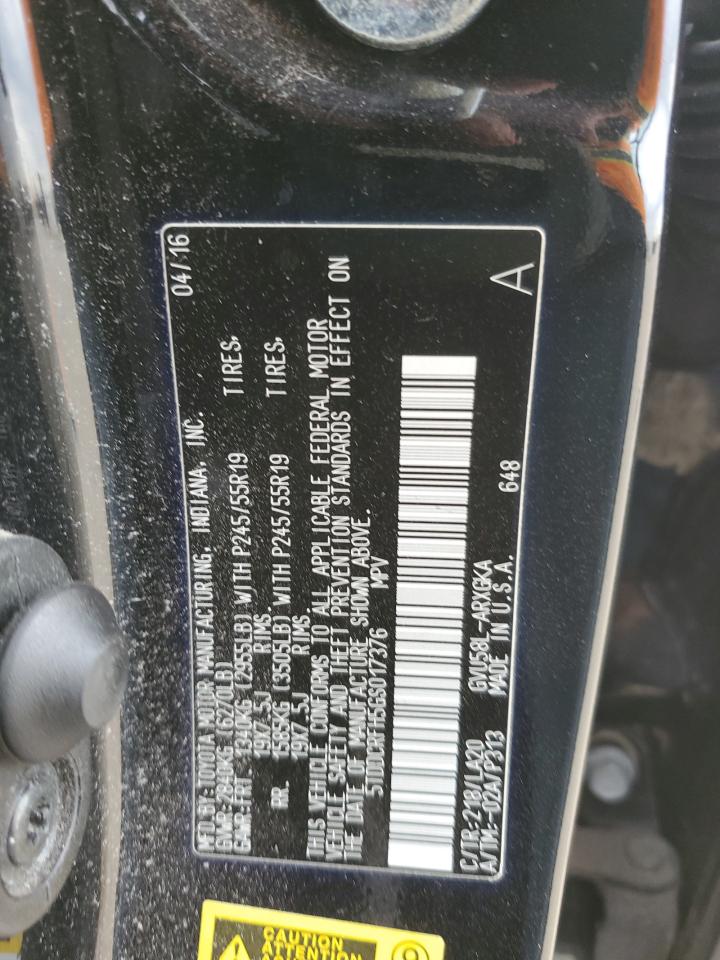 MFD.BY:TOYOTA MOTOR MANUFACTURING, INDIANA, INC. 04/16
GVWR:2849KG (6270LB)
GAWR:FRT. 1340KG (2955LB) WITH P245/55R19 TIRES,
19X7.5J RIMS
RR. 1585KG (3505LB) WITH P245/55R19 TIRES,
19X7.5J RIMS.
THIS VEHICLE CONFORMS TO ALL APPLICABLE FEDERAL MOTOR
VEHICLE SAFETY AND THEFT PREVENTION STANDARDS IN EFFECT ON
THE DATE OF MANUFACTURE SHOWN ABOVE.
MPV
C/TR:218/LA20 GVU58L-ARXGKA 648 A
A/TM:-02A/P313 MADE IN U.S.A.
CAUTION
ATTENTION